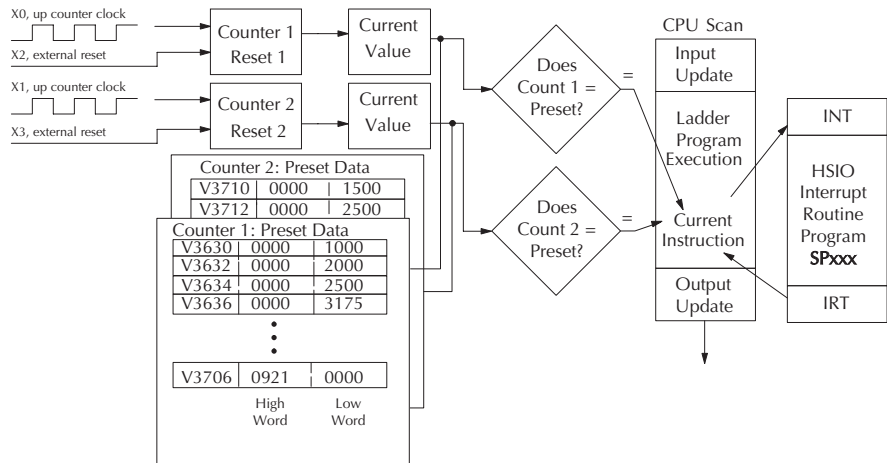 X0, up counter clock
X2, external reset
Counter 1
Reset 1
Current
Value
X1, up counter clock
X3, external reset
Counter 2
Reset 2
Current
Value
Does
Count 1 =
Preset?
=
Does
Count 2 =
Preset?
=
CPU Scan
Input
Update
Ladder
Program
Execution
Current
Instruction
Output
Update
INT
HSIO
Interrupt
Routine
Program
SPxxx
IRT
Counter 2: Preset Data
V3710 0000 1500
V3712 0000 2500
Counter 1: Preset Data
V3630 0000 1000
V3632 0000 2000
V3634 0000 2500
V3636 0000 3175
V3706 0921 0000
High
Word
Low
Word